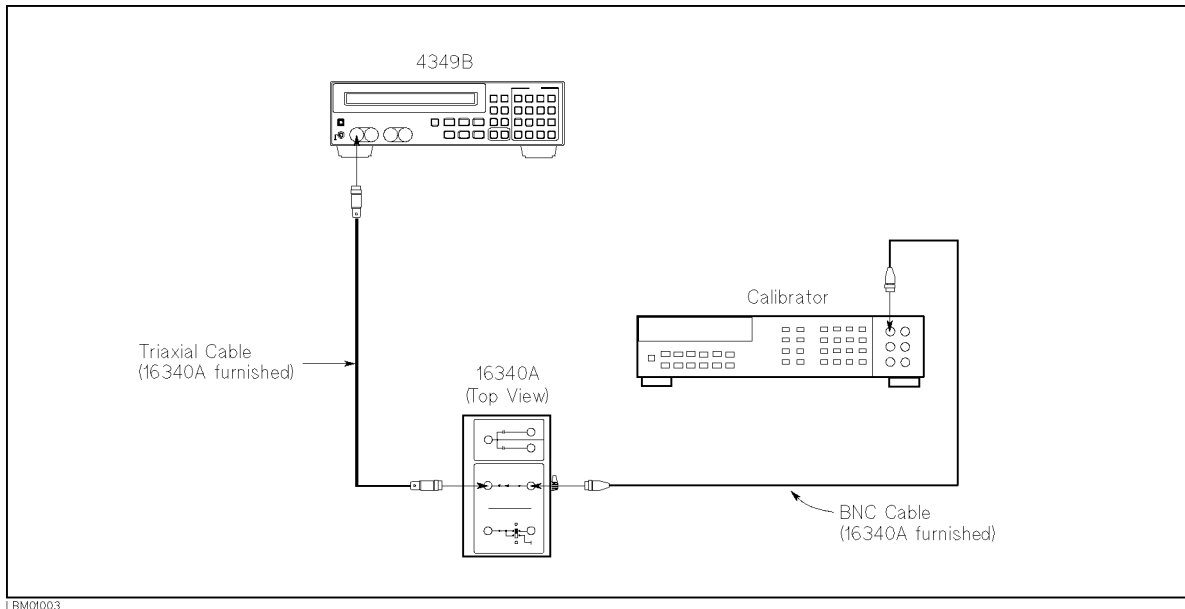 4349B
Calibrator
Triaxial Cable
(16340A furnished)
16340A
(Top View)
BNC Cable
(16340A furnished)
LBM01003